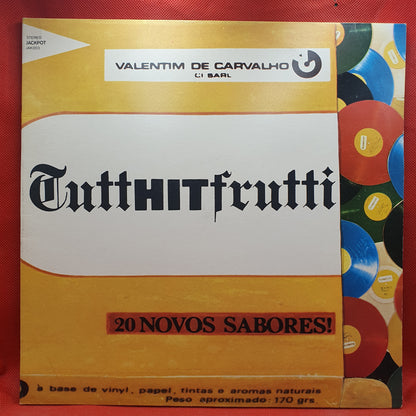 STEREO
JACKPOT
VALENTIM DE CARVALHO
CI SARL
TuttHITfrutti
20 NOVOS SABORES!
à base de vinyl, papel, tintas e aromas naturais
Peso aproximado: 170 grs